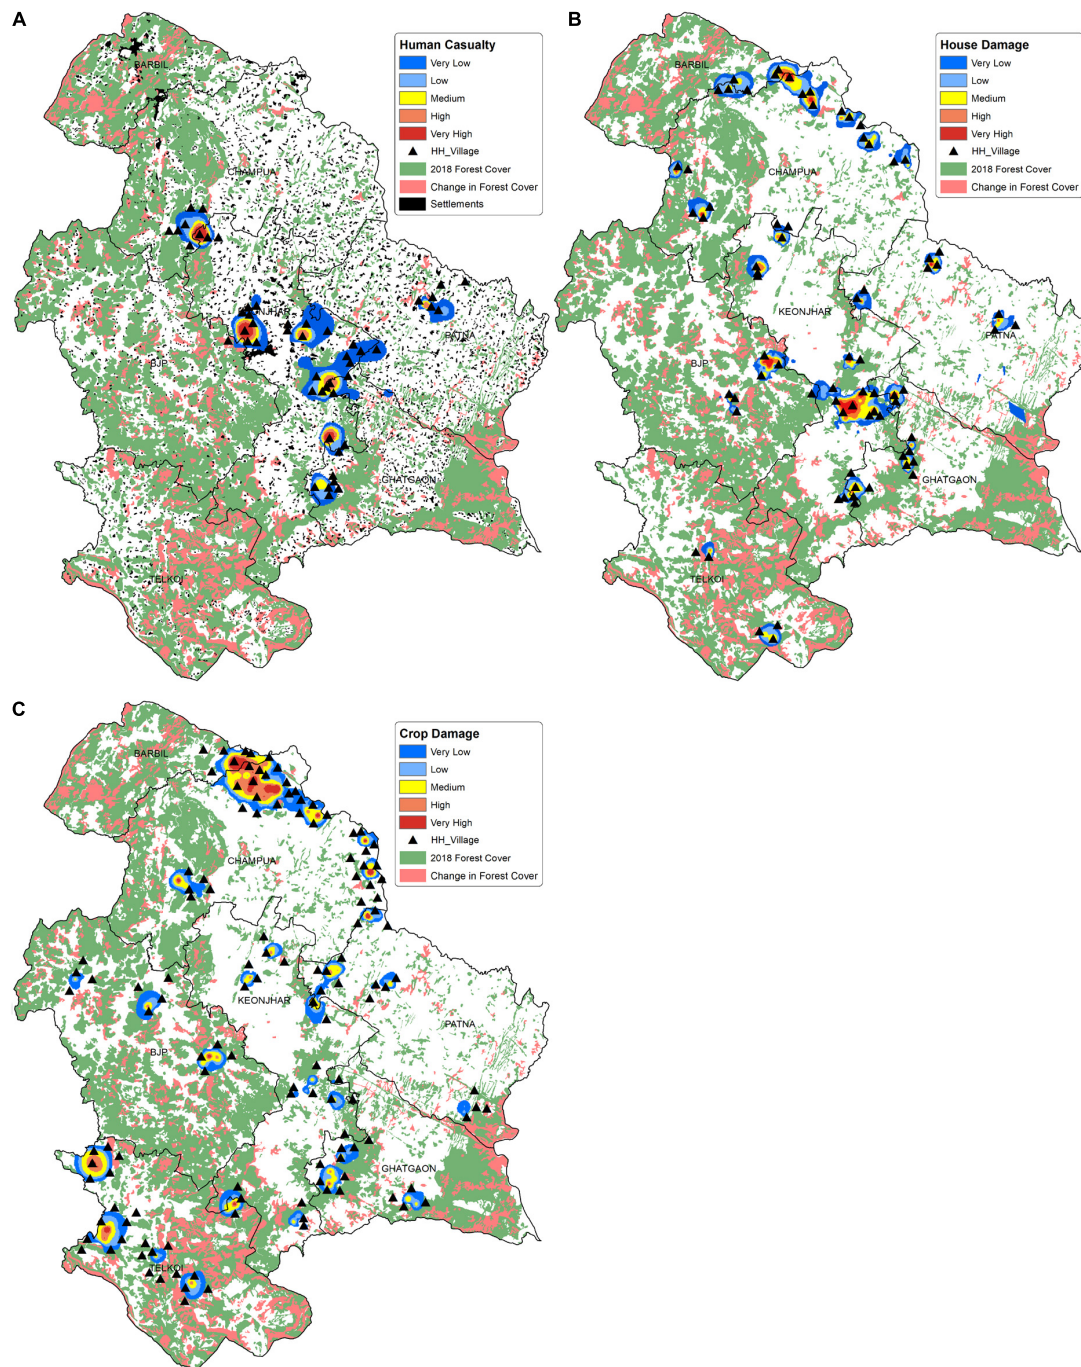 A
Human Casualty
Very Low
Low
Medium
High
Very High
HH_Village
2018 Forest Cover
Change in Forest Cover
Settlements
BARBIL
CHAMPUA
KEONJHAR
PATNA
BJP
GHATGAON
TELKOI
B
House Damage
Very Low
Low
Medium
High
Very High
HH_Village
2018 Forest Cover
Change in Forest Cover
BARBIL
CHAMPUA
KEONJHAR
PATNA
BJP
GHATGAON
TELKOI
C
Crop Damage
Very Low
Low
Medium
High
Very High
HH_Village
2018 Forest Cover
Change in Forest Cover
BARBIL
CHAMPUA
KEONJHAR
PATNA
BJP
GHATGAON
TELKOI